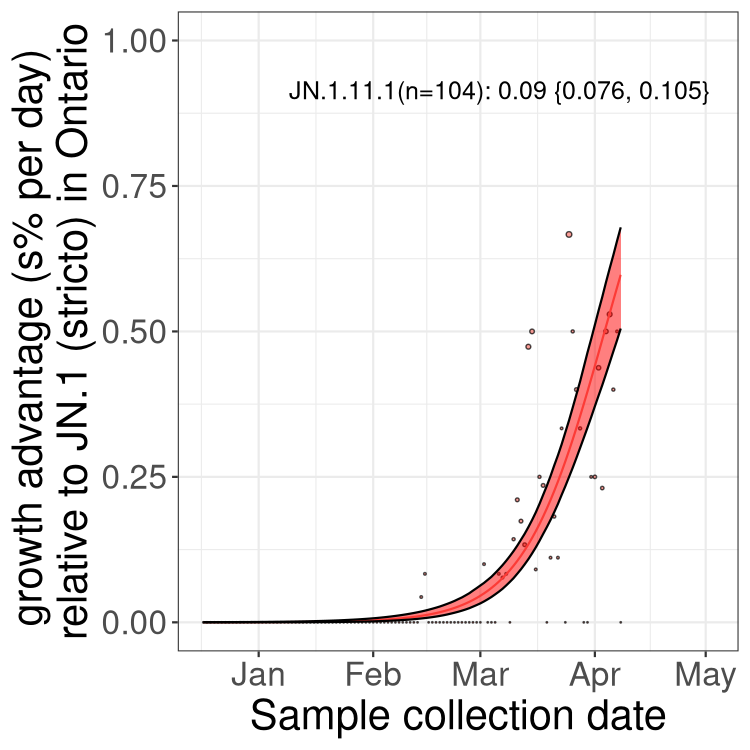 growth advantage (s% per day)
relative to JN.1 (stricto) in Ontario
1.00
0.75
0.50
0.25
0.00
JN.1.11.1(n=104): 0.09 {0.076, 0.105}
Jan Feb Mar Apr May
Sample collection date